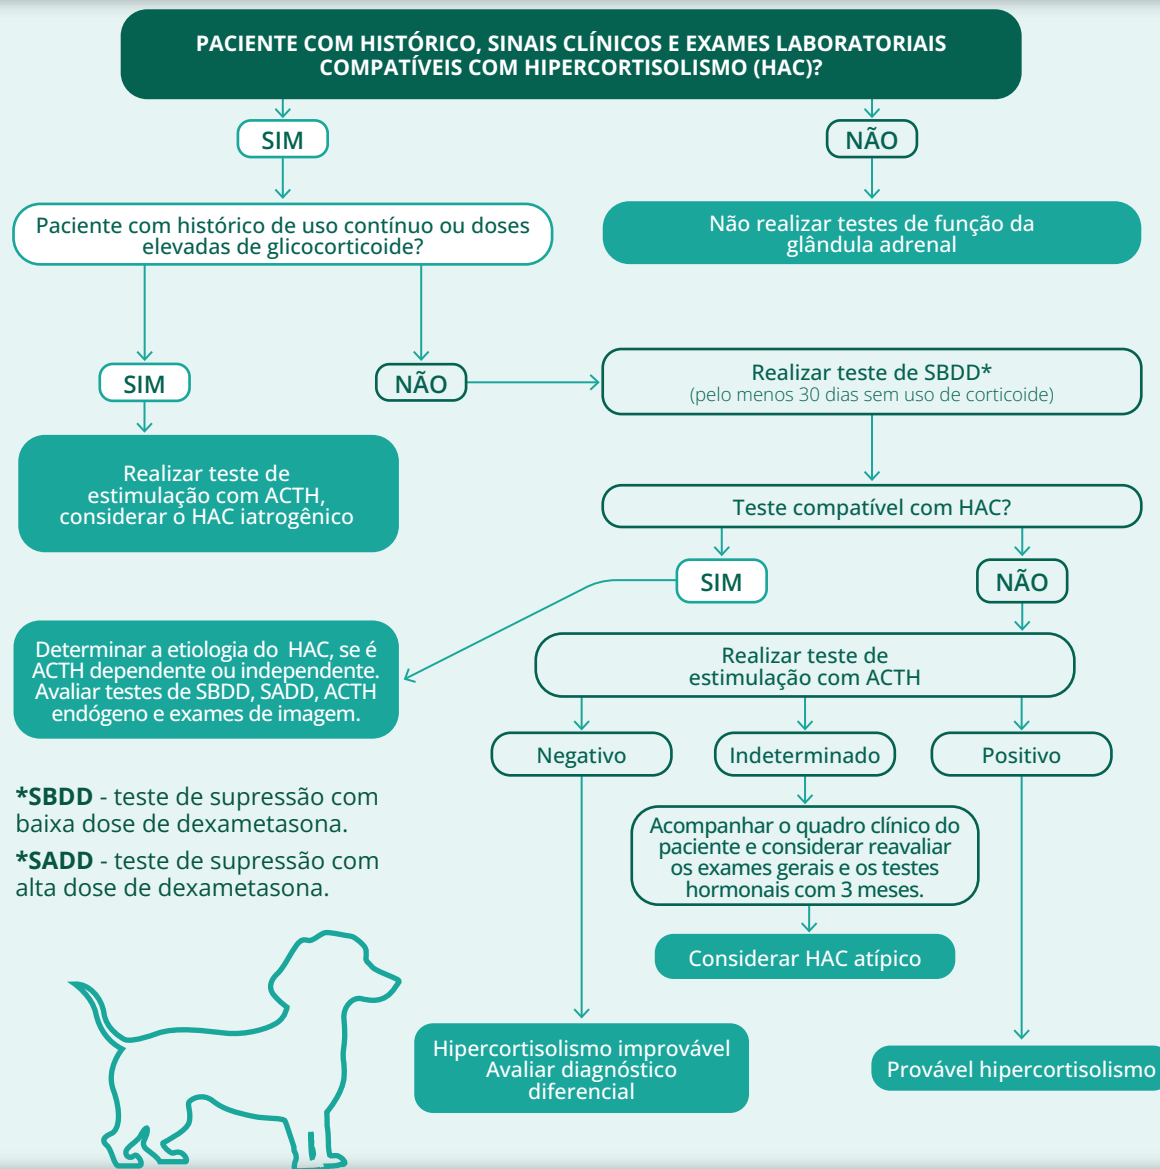 PACIENTE COM HISTÓRICO, SINAIS CLÍNICOS E EXAMES LABORATORIAIS
COMPATÍVEIS COM HIPERCORTISOLISMO (HAC)?
SIM
NÃO
Paciente com histórico de uso contínuo ou doses
elevadas de glicocorticoide?
Não realizar testes de função da
glândula adrenal
SIM
NÃO
Realizar teste de SBDD*
(pelo menos 30 dias sem uso de corticoide)
Realizar teste de
estimulação com ACTH,
considerar o HAC iatrogênico
Teste compatível com HAC?
SIM
NÃO
Determinar a etiologia do HAC, se é
ACTH dependente ou independente.
Avaliar testes de SBDD, SADD, ACTH
endógeno e exames de imagem.
Realizar teste de
estimulação com ACTH
Negativo
Indeterminado
Positivo
Acompanhar o quadro clínico do
paciente e considerar reavaliar
os exames gerais e os testes
hormonais com 3 meses.
Considerar HAC atípico
Hipercortisolismo improvável
Avaliar diagnóstico
diferencial
Provável hipercortisolismo
*SBDD - teste de supressão com
baixa dose de dexametasona.
*SADD - teste de supressão com
alta dose de dexametasona.